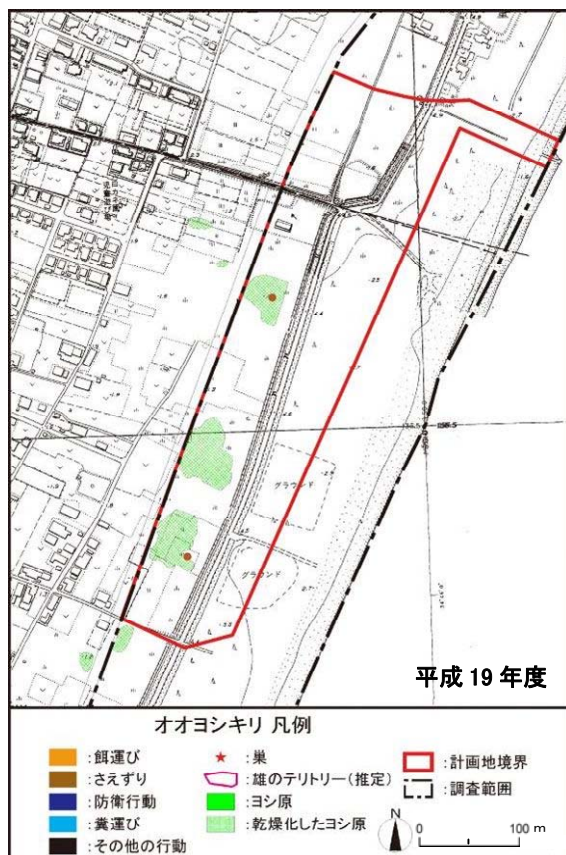 グラウンド
グラウンド
平成 19 年度
オオヨシキリ 凡例
:餌運び
:さえずり
:防衛行動
:糞運び
:その他の行動
:巣
:雄のテリトリー(推定)
:ヨシ原
:乾燥化したヨシ原
:計画地境界
:調査範囲
N
0 100 m